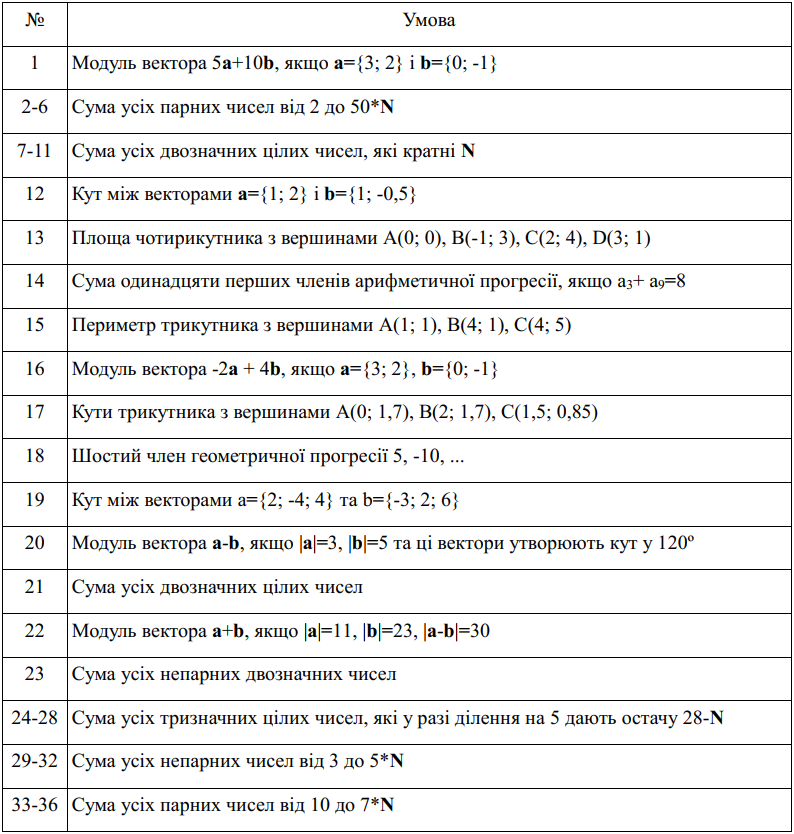 № Умова
1 Модуль вектора 5a+10b, якщо a={3; 2} і b={0; -1}
2-6 Сума усіх парних чисел від 2 до 50*N
7-11 Сума усіх двозначних цілих чисел, які кратні N
12 Кут між векторами a={1; 2} і b={1; -0,5}
13 Площа чотирикутника з вершинами A(0; 0), B(-1; 3), C(2; 4), D(3; 1)
14 Сума одинадцяти перших членів арифметичної прогресії, якщо a₃+ a₉=8
15 Периметр трикутника з вершинами A(1; 1), B(4; 1), C(4; 5)
16 Модуль вектора -2a + 4b, якщо a={3; 2}, b={0; -1}
17 Кути трикутника з вершинами A(0; 1,7), B(2; 1,7), C(1,5; 0,85)
18 Шостий член геометричної прогресії 5, -10, ...
19 Кут між векторами a={2; -4; 4} та b={-3; 2; 6}
20 Модуль вектора a-b, якщо |a|=3, |b|=5 та ці вектори утворюють кут у 120º
21 Сума усіх двозначних цілих чисел
22 Модуль вектора a+b, якщо |a|=11, |b|=23, |a-b|=30
23 Сума усіх непарних двозначних чисел
24-28 Сума усіх тризначних цілих чисел, які у разі ділення на 5 дають остачу 28-N
29-32 Сума усіх непарних чисел від 3 до 5*N
33-36 Сума усіх парних чисел від 10 до 7*N